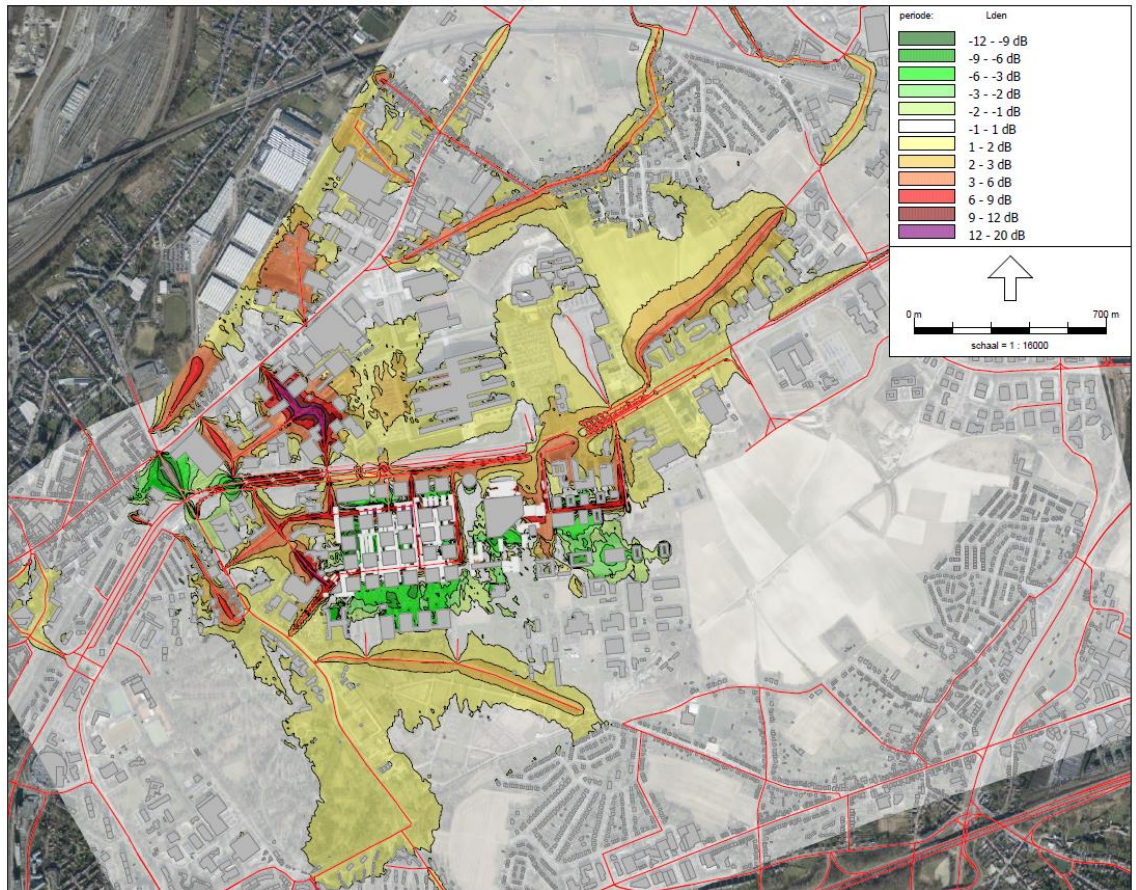 periode: Lden
-12 - -9 dB
-9 - -6 dB
-6 - -3 dB
-3 - -2 dB
-2 - -1 dB
-1 - 1 dB
1 - 2 dB
2 - 3 dB
3 - 6 dB
6 - 9 dB
9 - 12 dB
12 - 20 dB
0 m 700 m
schaal = 1 : 16000